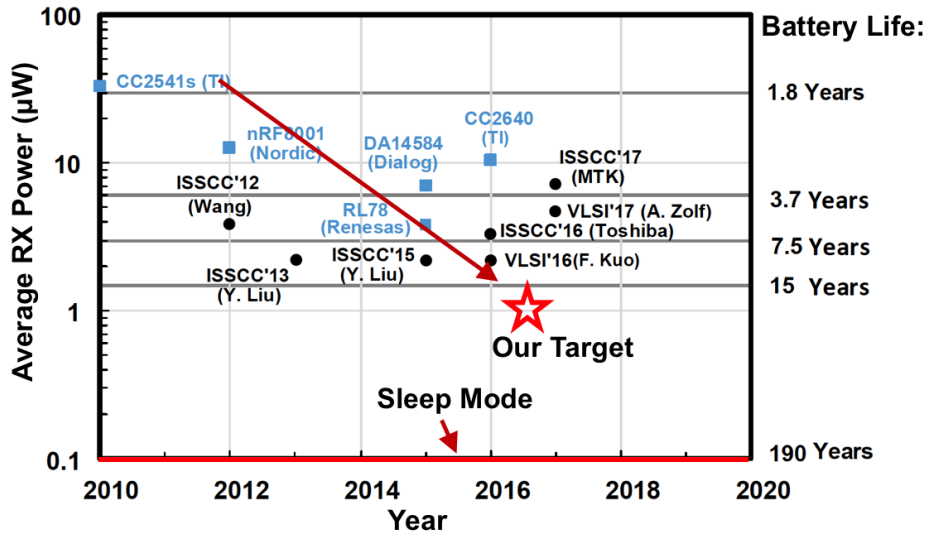 100
Battery Life:
CC2541s (TI)
1.8 Years
nRF8001
(Nordic)
CC2640
(TI)
DA14584
(Dialog)
10
ISSCC'17
(MTK)
ISSCC'12
(Wang)
3.7 Years
RL78
(Renesas)
VLSI'17 (A. Zolf)
ISSCC'16 (Toshiba)
7.5 Years
ISSCC'15
(Y. Liu)
VLSI'16(F. Kuo)
ISSCC'13
(Y. Liu)
15 Years
1
Our Target
Sleep Mode
190 Years
0.1
2010 2012 2014 2016 2018 2020
Year
Average RX Power (µW)